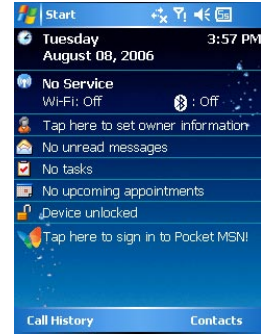 Start
Tuesday 3:57 PM
August 08, 2006
No Service
Wi-Fi: Off : Off
Tap here to set owner information
No unread messages
No tasks
No upcoming appointments
Device unlocked
Tap here to sign in to Pocket MSN!
Call History Contacts